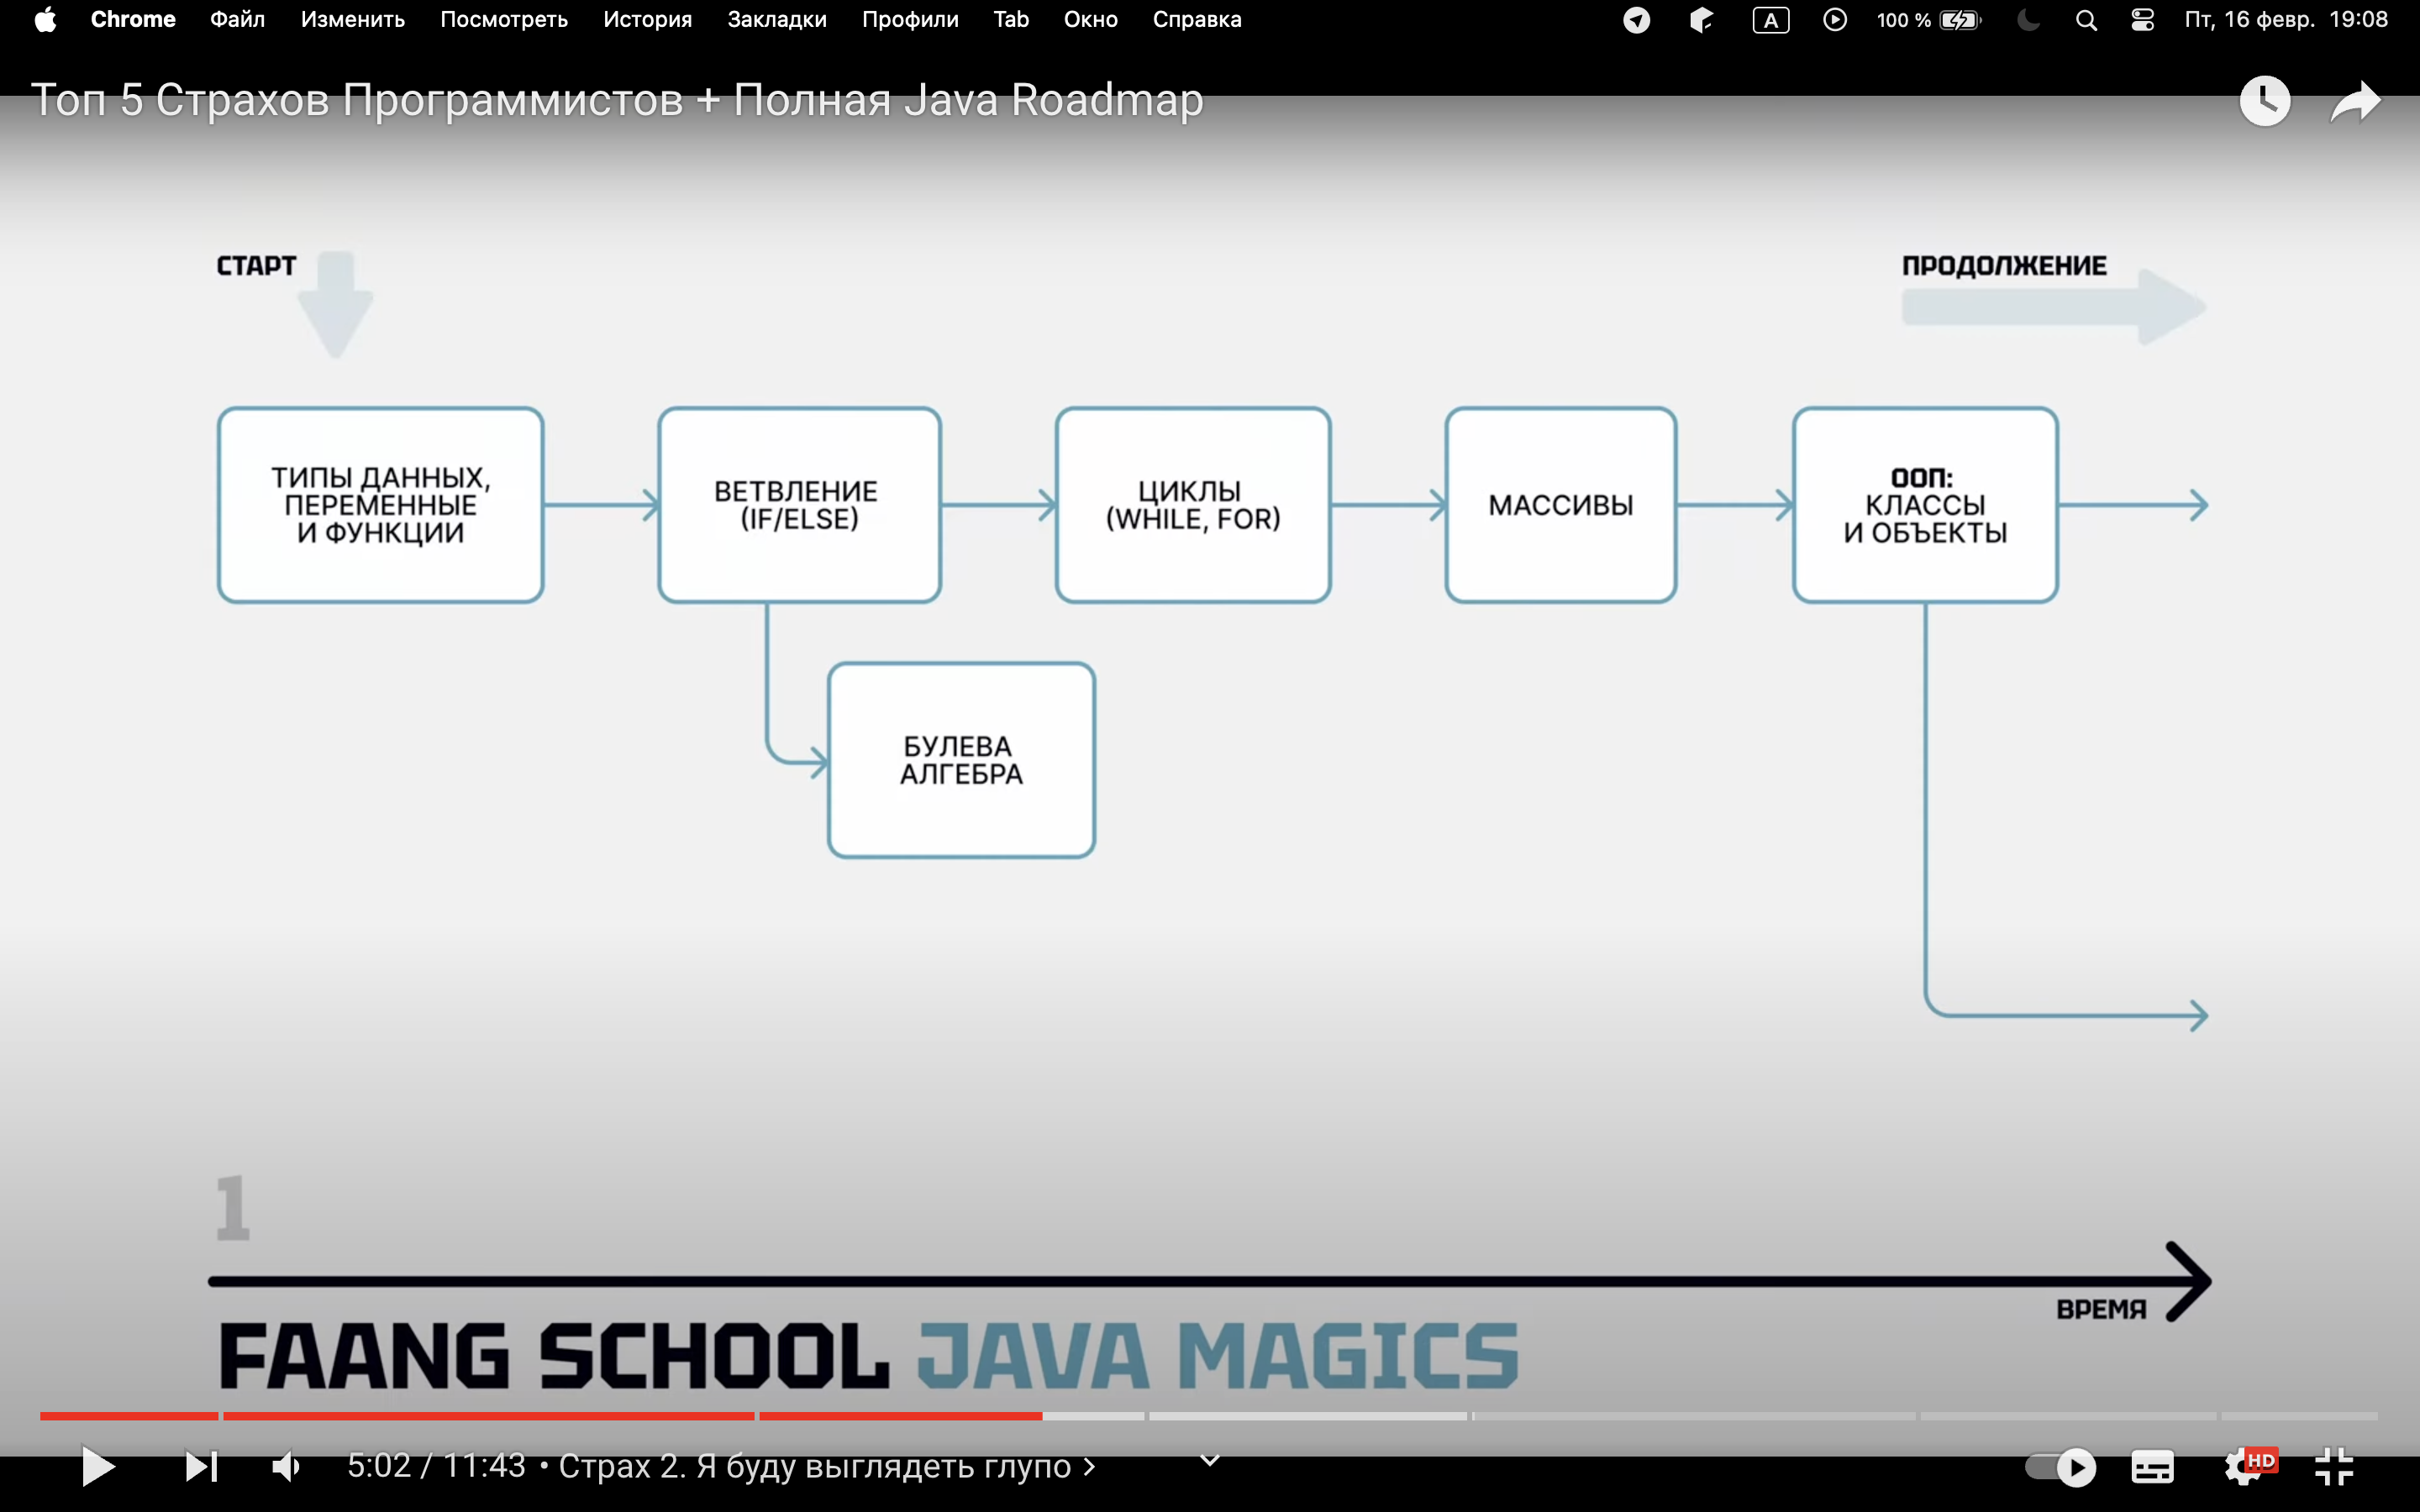 Chrome Файл Изменить Посмотреть История Закладки Профили Tab Окно Справка
A 100 % Пт, 16 февр. 19:08
Топ 5 Страхов Программистов + Полная Java Roadmap
СТАРТ
ПРОДОЛЖЕНИЕ
ТИПЫ ДАННЫХ,
ПЕРЕМЕННЫЕ
И ФУНКЦИИ
ВЕТВЛЕНИЕ
(IF/ELSE)
ЦИКЛЫ
(WHILE, FOR)
МАССИВЫ
ООП:
КЛАССЫ
И ОБЪЕКТЫ
БУЛЕВА
АЛГЕБРА
1
ВРЕМЯ
FAANG SCHOOL JAVA MAGICS
5:02 / 11:43 • Страх 2. Я буду выглядеть глупо
HD